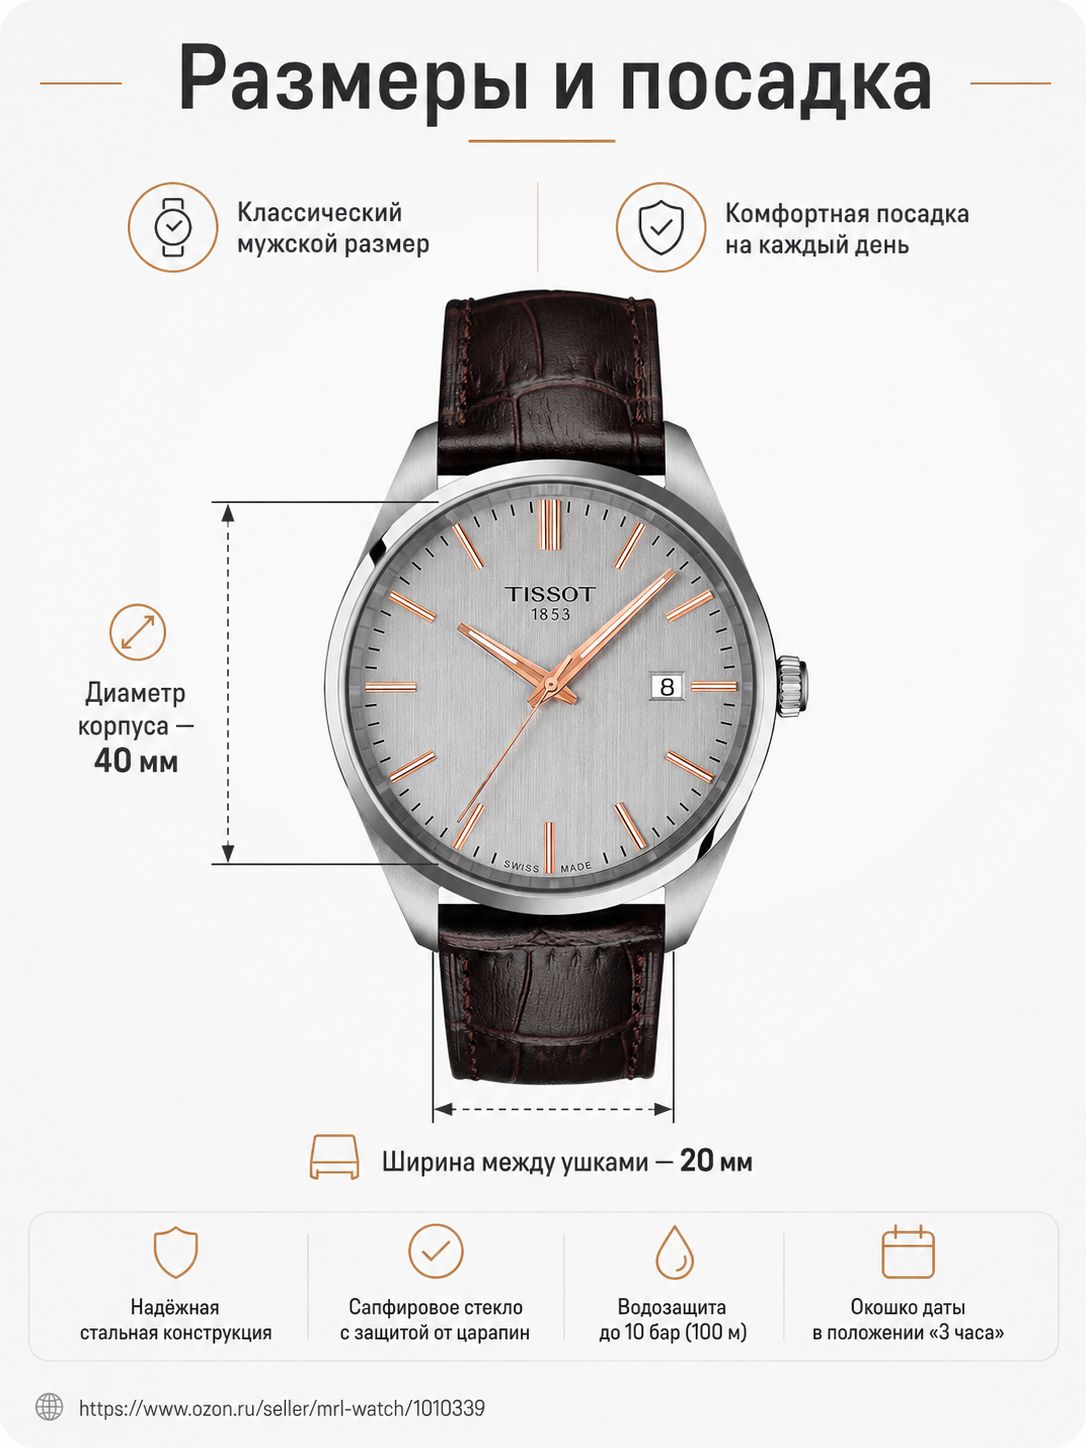 Размеры и посадка
Классический
мужской размер
Комфортная посадка
на каждый день
TISSOT
1853
8
SWISS MADE
Диаметр
корпуса —
40 мм
Ширина между ушками — 20 мм
Надёжная
стальная конструкция
Сапфировое стекло
с защитой от царапин
Водозащита
до 10 бар (100 м)
Окошко даты
в положении «3 часа»
https://www.ozon.ru/seller/mrl-watch/1010339